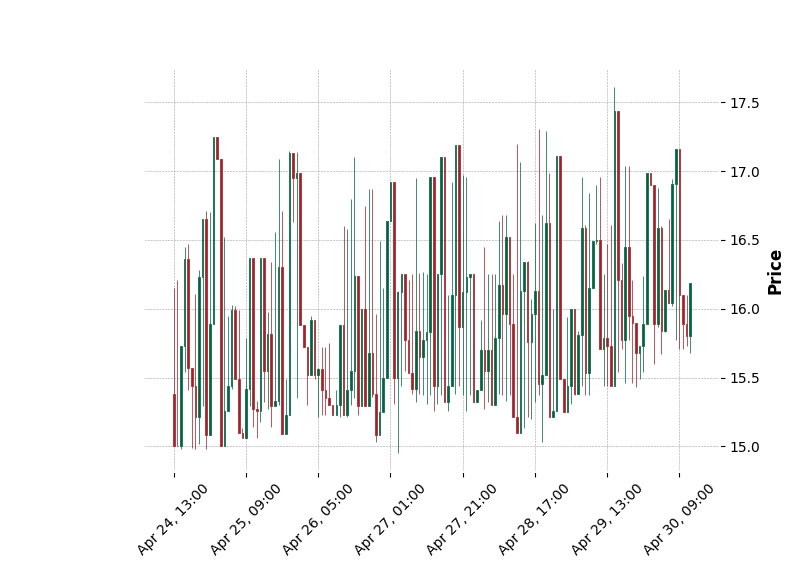 17.5
17.0
16.5
16.0
15.5
15.0
Price
Apr 24, 13:00
Apr 25, 09:00
Apr 26, 05:00
Apr 27, 01:00
Apr 27, 21:00
Apr 28, 17:00
Apr 29, 13:00
Apr 30, 09:00